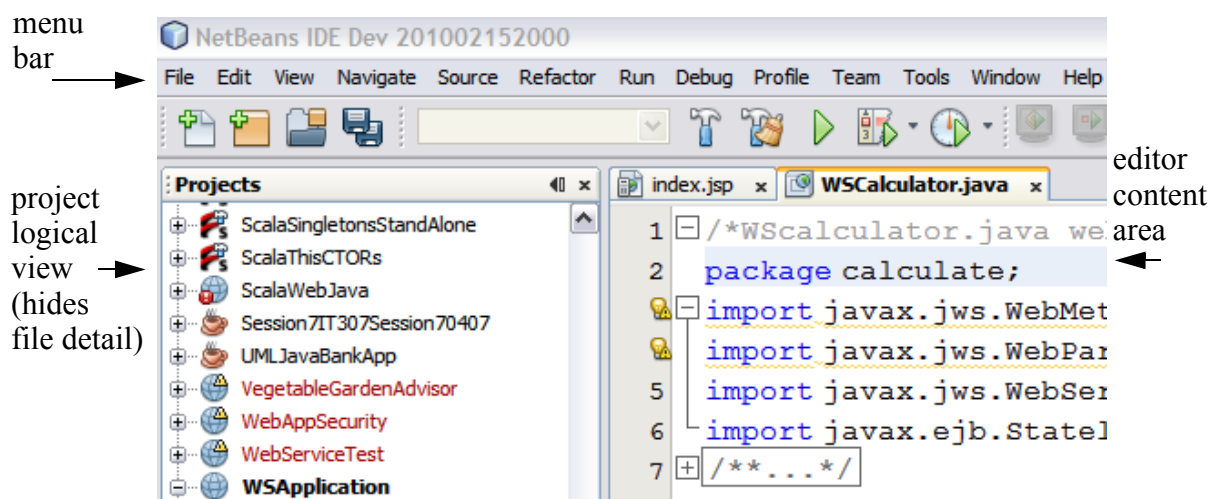 menu
bar
NetBeans IDE Dev 201002152000
File Edit View Navigate Source Refactor Run Debug Profile Team Tools Window Help
project
logical
view
(hides
file detail)
Projects
ScalaSingletonsStandAlone
ScalaThisCTORs
ScalaWebJava
Session7IT307Session70407
UMLJavaBankApp
VegetableGardenAdvisor
WebAppSecurity
WebServiceTest
WSApplication
index.jsp x WSCalculator.java x
1 /*WScalculator.java we
2 package calculate;
import javax.jws.WebMet
import javax.jws.WebPar
5 import javax.jws.WebSer
6 import javax.ejb.Statel
7 /**...*/
editor
content
area